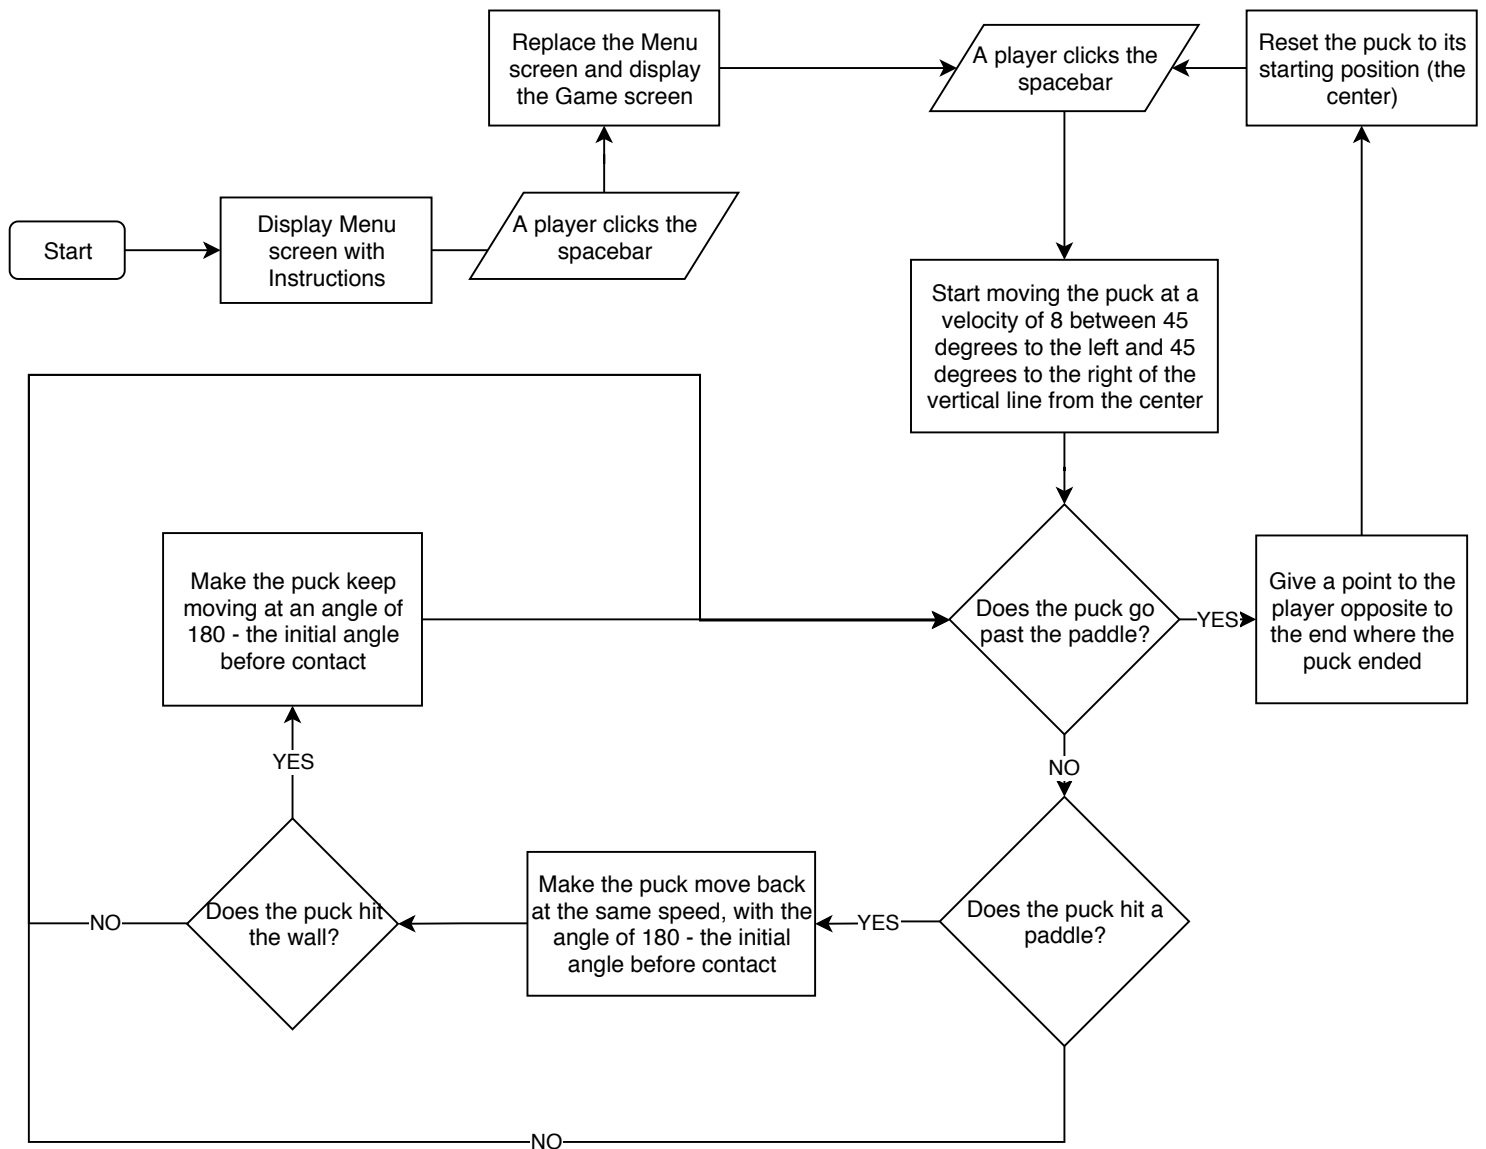 Replace the Menu
screen and display
the Game screen
A player clicks the
spacebar
Reset the puck to its
starting position (the
center)
Start
Display Menu
screen with
Instructions
A player clicks the
spacebar
Start moving the puck at a
velocity of 8 between 45
degrees to the left and 45
degrees to the right of the
vertical line from the center
Make the puck keep
moving at an angle of
180 - the initial angle
before contact
Does the puck go
past the paddle?
YES
Give a point to the
player opposite to
the end where the
puck ended
YES
NO
Does the puck hit
the wall?
NO
Make the puck move back
at the same speed, with the
angle of 180 - the initial
angle before contact
YES
Does the puck hit a
paddle?
NO